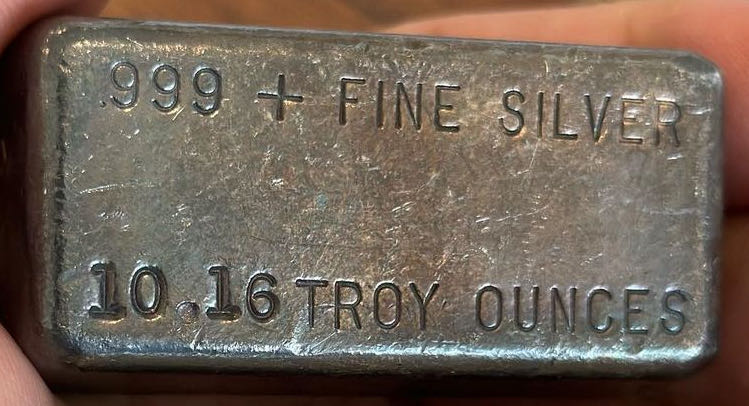 .999 + FINE SILVER
10.16 TROY OUNCES